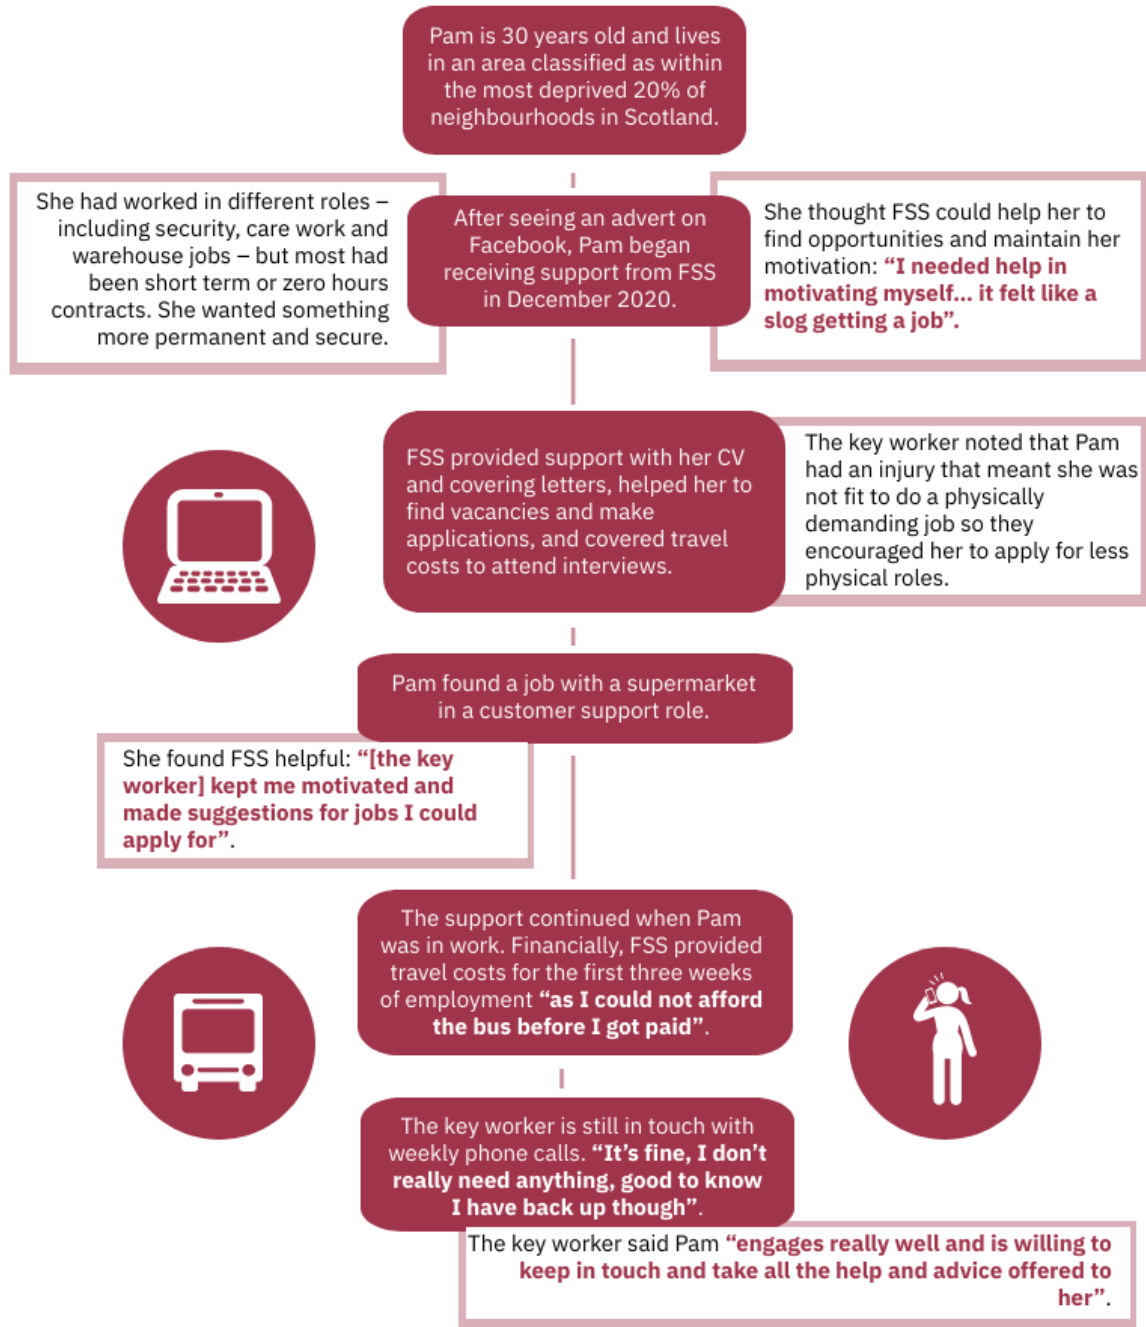 Pam is 30 years old and lives
in an area classified as within
the most deprived 20% of
neighbourhoods in Scotland.
She had worked in different roles –
including security, care work and
warehouse jobs – but most had
been short term or zero hours
contracts. She wanted something
more permanent and secure.
After seeing an advert on
Facebook, Pam began
receiving support from FSS
in December 2020.
She thought FSS could help her to
find opportunities and maintain her
motivation: “I needed help in
motivating myself... it felt like a
slog getting a job”.
FSS provided support with her CV
and covering letters, helped her to
find vacancies and make
applications, and covered travel
costs to attend interviews.
The key worker noted that Pam
had an injury that meant she was
not fit to do a physically
demanding job so they
encouraged her to apply for less
physical roles.
Pam found a job with a supermarket
in a customer support role.
She found FSS helpful: “[the key
worker] kept me motivated and
made suggestions for jobs I could
apply for”.
The support continued when Pam
was in work. Financially, FSS provided
travel costs for the first three weeks
of employment “as I could not afford
the bus before I got paid”.
The key worker is still in touch with
weekly phone calls. “It’s fine, I don’t
really need anything, good to know
I have back up though”.
The key worker said Pam “engages really well and is willing to
keep in touch and take all the help and advice offered to
her”.